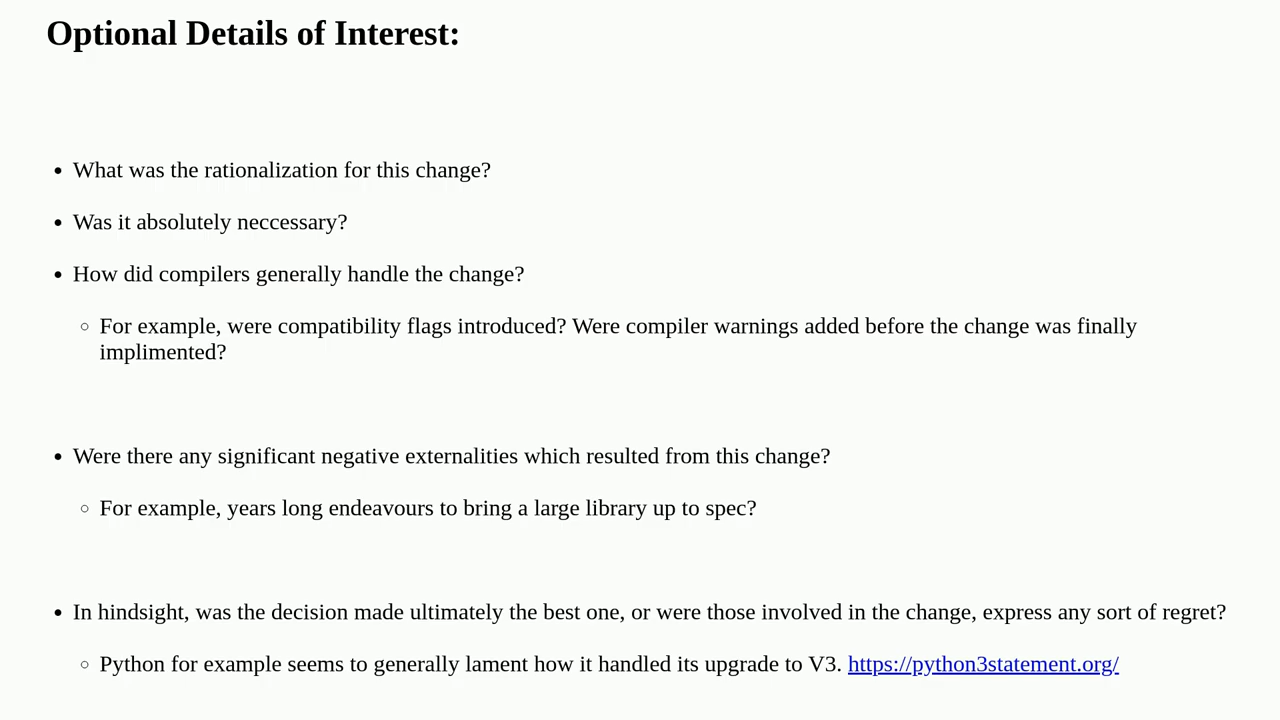 Optional Details of Interest:
• What was the rationalization for this change?
• Was it absolutely neccessary?
• How did compilers generally handle the change?
○ For example, were compatibility flags introduced? Were compiler warnings added before the change was finally
implimented?
• Were there any significant negative externalities which resulted from this change?
○ For example, years long endeavours to bring a large library up to spec?
• In hindsight, was the decision made ultimately the best one, or were those involved in the change, express any sort of regret?
○ Python for example seems to generally lament how it handled its upgrade to V3. https://python3statement.org/